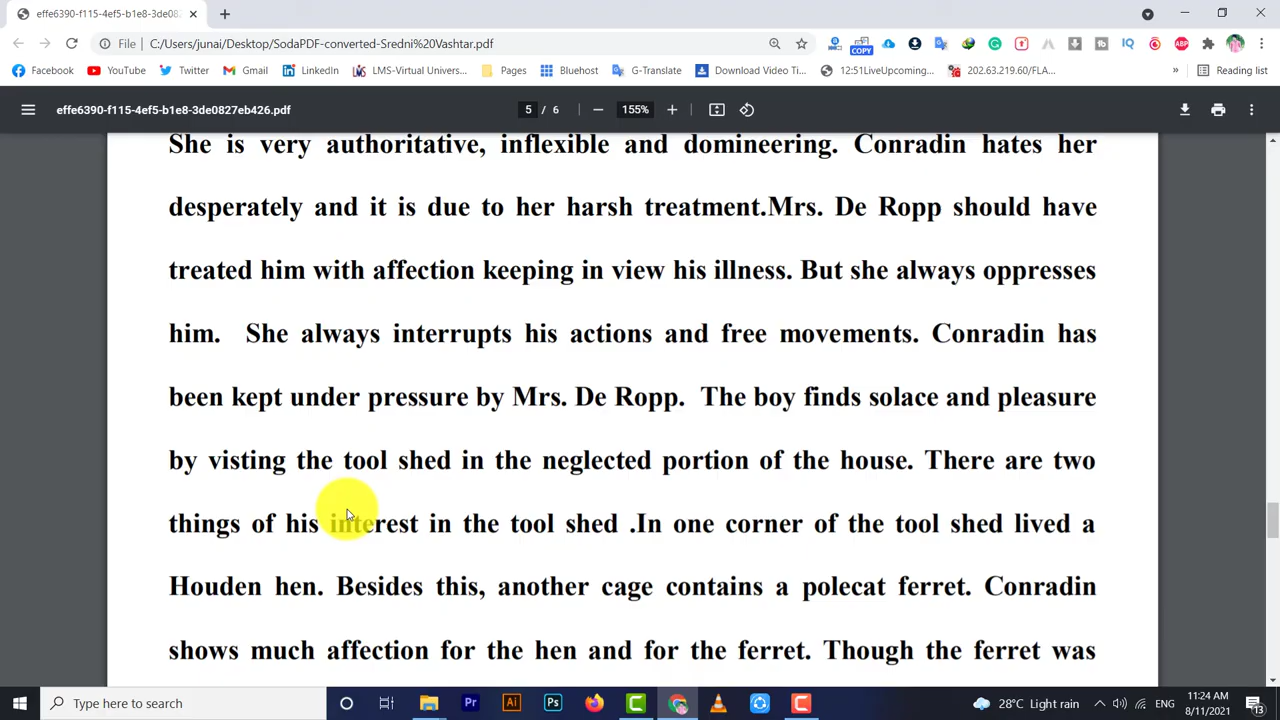 effe6390-f115-4ef5-b1e8-3de082
File C:/Users/junai/Desktop/SodaPDF-converted-Sredni%20Vashtar.pdf
COPY
ABP
Facebook YouTube Twitter Gmail LinkedIn LMS-Virtual Univers... Pages Bluehost G-Translate Download Video Ti... 12:51LiveUpcoming... 202.63.219.60/FLA... » Reading list
effe6390-f115-4ef5-b1e8-3de0827eb426.pdf 5 / 6 155%
She is very authoritative, inflexible and domineering. Conradin hates her
desperately and it is due to her harsh treatment.Mrs. De Ropp should have
treated him with affection keeping in view his illness. But she always oppresses
him. She always interrupts his actions and free movements. Conradin has
been kept under pressure by Mrs. De Ropp. The boy finds solace and pleasure
by visting the tool shed in the neglected portion of the house. There are two
things of his interest in the tool shed .In one corner of the tool shed lived a
Houden hen. Besides this, another cage contains a polecat ferret. Conradin
shows much affection for the hen and for the ferret. Though the ferret was
Type here to search Pr Ai Ps 28°C Light rain ENG 11:24 AM
8/11/2021 13